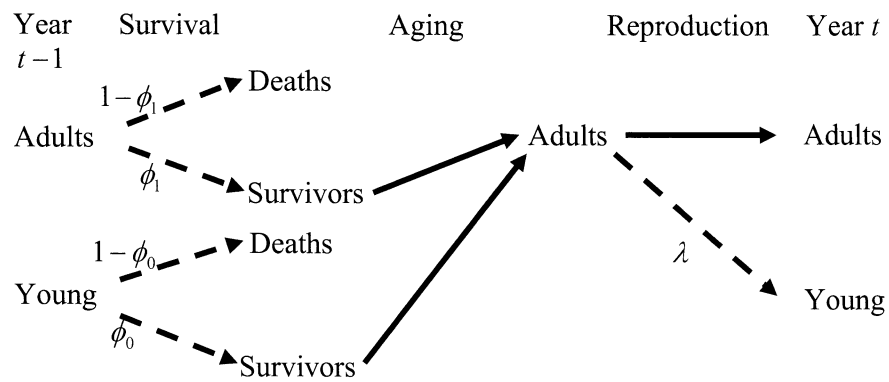 Year Survival Aging Reproduction Year t
t −1
Deaths
1−ϕ₁
Adults Adults Adults
ϕ₁
Survivors
Deaths
1−ϕ₀
λ
Young Young
ϕ₀
Survivors